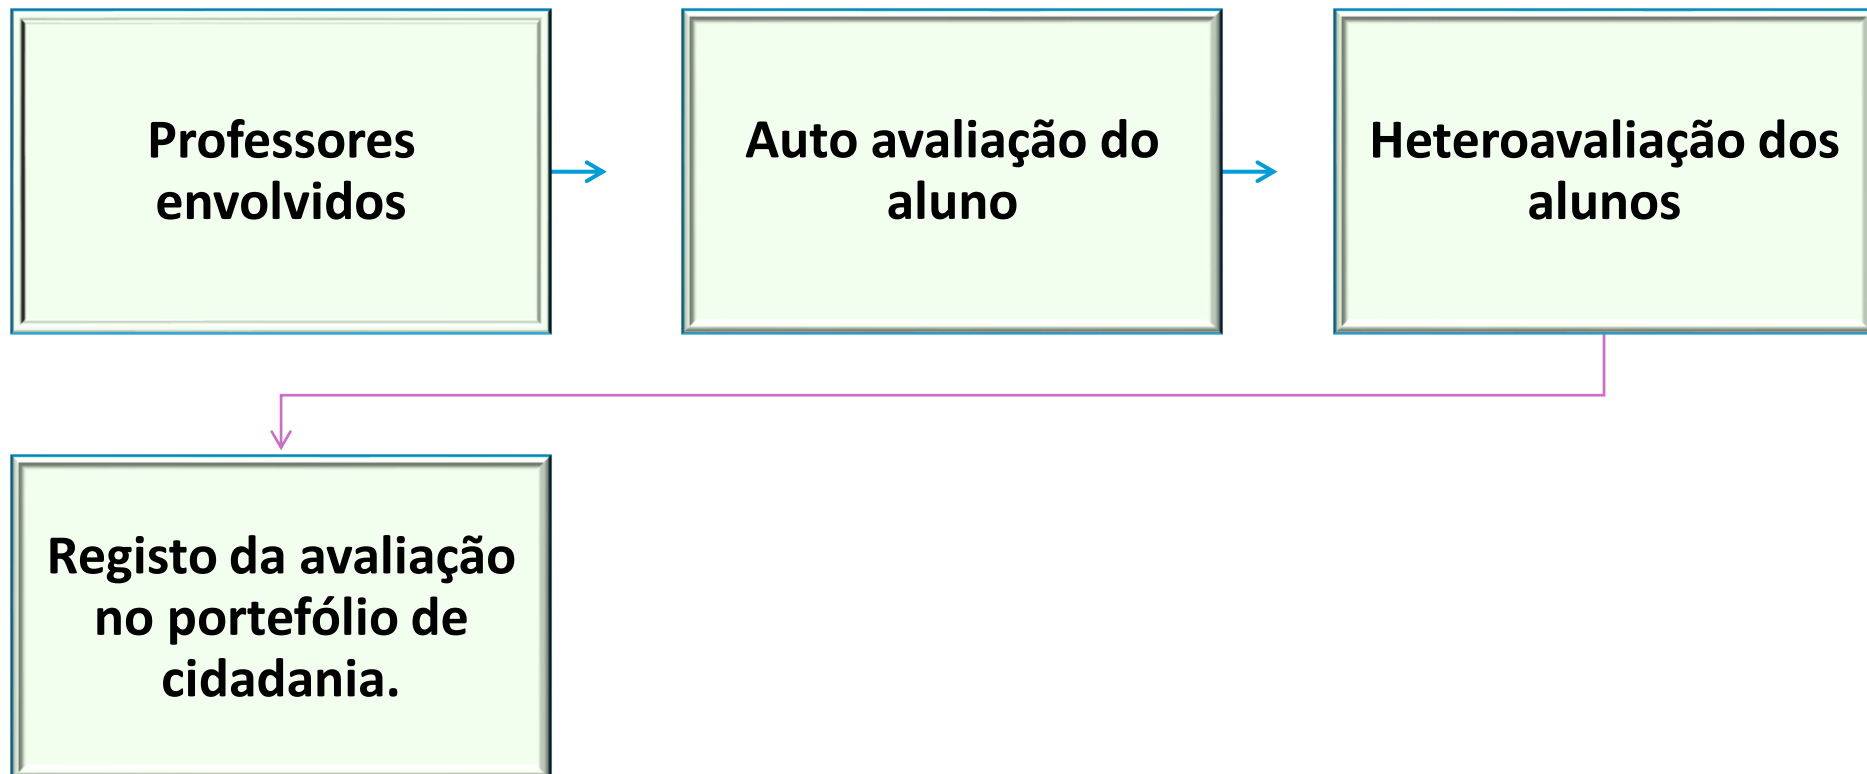 Professores
envolvidos
Auto avaliação do
aluno
Heteroavaliação dos
alunos
Registo da avaliação
no portefólio de
cidadania.